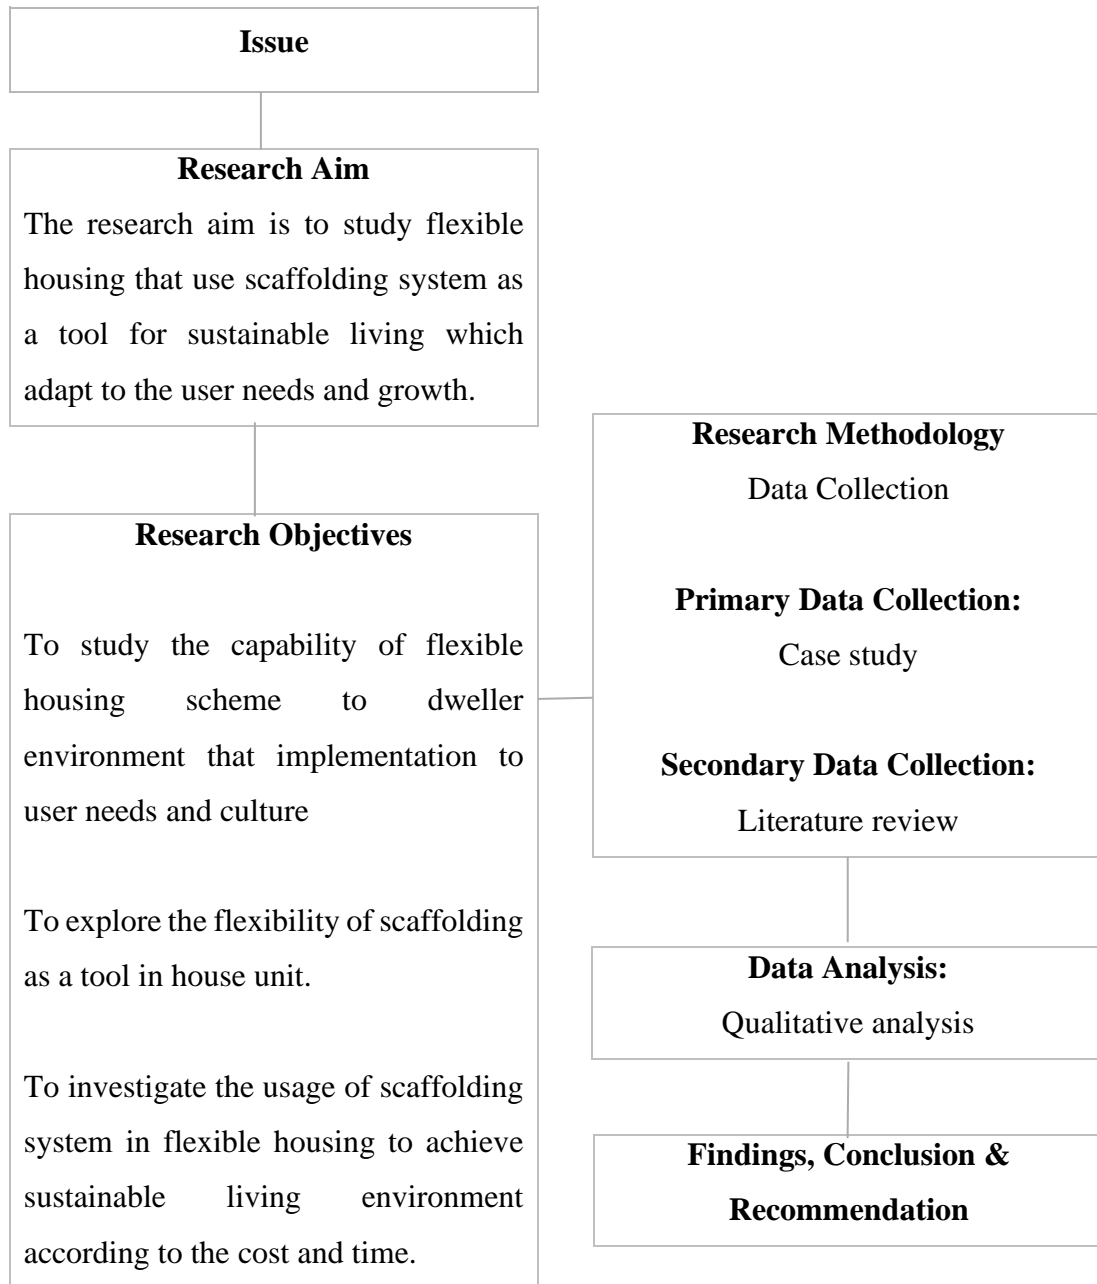 Issue
Research Aim
The research aim is to study flexible
housing that use scaffolding system as
a tool for sustainable living which
adapt to the user needs and growth.
Research Objectives
To study the capability of flexible
housing scheme to dweller
environment that implementation to
user needs and culture
To explore the flexibility of scaffolding
as a tool in house unit.
To investigate the usage of scaffolding
system in flexible housing to achieve
sustainable living environment
according to the cost and time.
Research Methodology
Data Collection
Primary Data Collection:
Case study
Secondary Data Collection:
Literature review
Data Analysis:
Qualitative analysis
Findings, Conclusion &
Recommendation